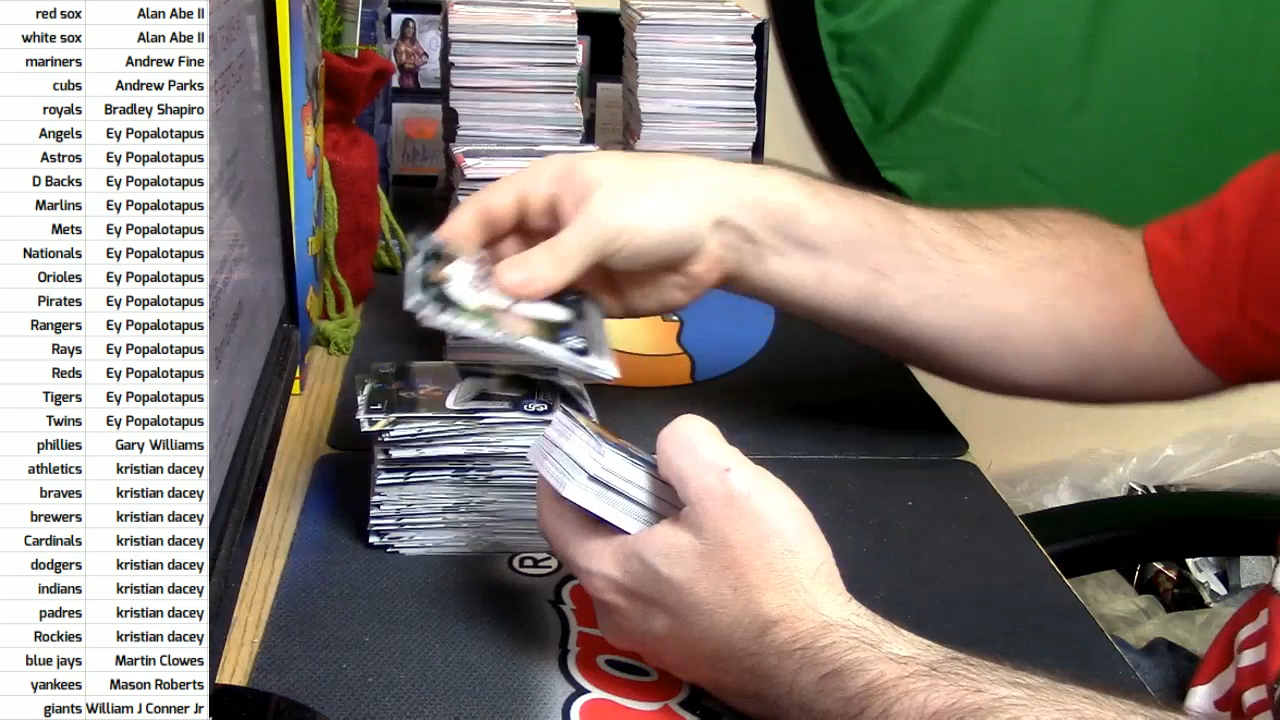 red sox Alan Abe II
white sox Alan Abe II
mariners Andrew Fine
cubs Andrew Parks
royals Bradley Shapiro
Angels Ey Popalotapus
Astros Ey Popalotapus
D Backs Ey Popalotapus
Marlins Ey Popalotapus
Mets Ey Popalotapus
Nationals Ey Popalotapus
Orioles Ey Popalotapus
Pirates Ey Popalotapus
Rangers Ey Popalotapus
Rays Ey Popalotapus
Reds Ey Popalotapus
Tigers Ey Popalotapus
Twins Ey Popalotapus
phillies Gary Williams
athletics kristian dacey
braves kristian dacey
brewers kristian dacey
Cardinals kristian dacey
dodgers kristian dacey
indians kristian dacey
padres kristian dacey
Rockies kristian dacey
blue jays Martin Clowes
yankees Mason Roberts
giants William J Conner Jr
®